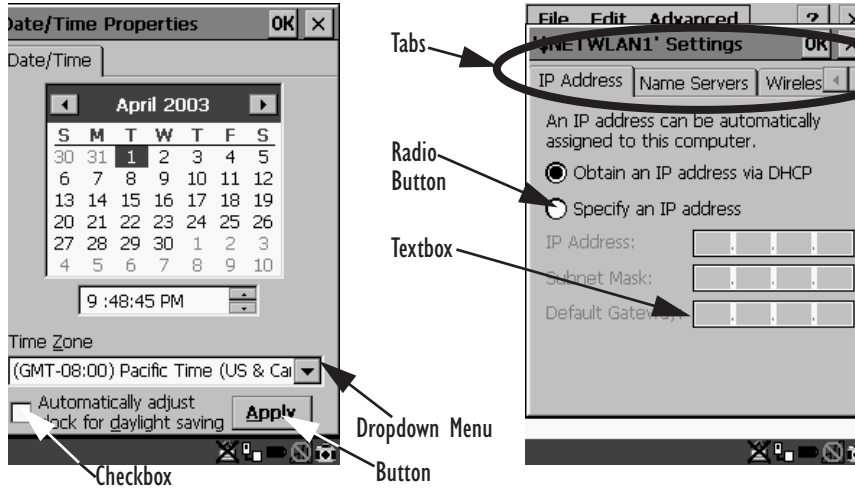 Date/Time Properties OK
Date/Time
April 2003
S M T W T F S
30 31 1 2 3 4 5
6 7 8 9 10 11 12
13 14 15 16 17 18 19
20 21 22 23 24 25 26
27 28 29 30 1 2 3
4 5 6 7 8 9 10
9 :48:45 PM
Time Zone
(GMT-08:00) Pacific Time (US & Ca
Automatically adjust
clock for daylight saving
Apply
Checkbox
Dropdown Menu
Button
Tabs
Radio
Button
Textbox
File Edit Advanced ?
'$NETWLAN1' Settings OK
IP Address Name Servers Wireles
An IP address can be automatically
assigned to this computer.
Obtain an IP address via DHCP
Specify an IP address
IP Address:
Subnet Mask:
Default Gateway: